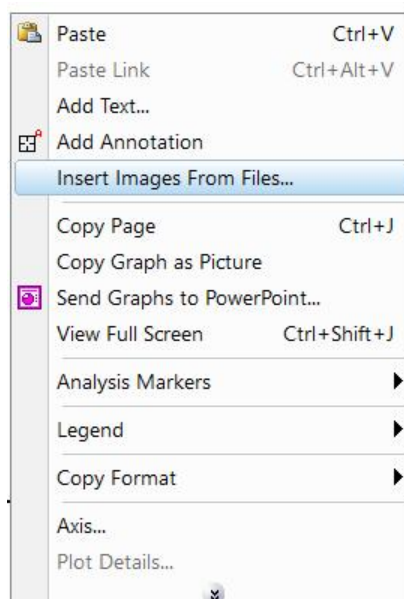 Paste Ctrl+V
Paste Link Ctrl+Alt+V
Add Text...
Add Annotation
Insert Images From Files...
Copy Page Ctrl+J
Copy Graph as Picture
Send Graphs to PowerPoint...
View Full Screen Ctrl+Shift+J
Analysis Markers
Legend
Copy Format
Axis...
Plot Details...